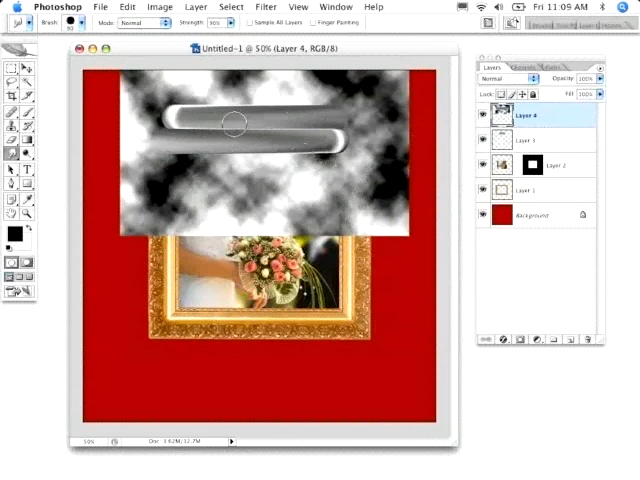 Photoshop File Edit Image Layer Select Filter View Window Help Fri 11:09 AM
Brush: Mode: Normal Strength: 90% Sample All Layers Finger Painting
Untitled-1 @ 50% (Layer 4, RGB/8)
Layers Channels
Normal Opacity: 100%
Lock: Fill: 100%
Layer 4
Layer 3
Layer 2
Layer 1
Background
50% Doc: 3.62M/12.7M